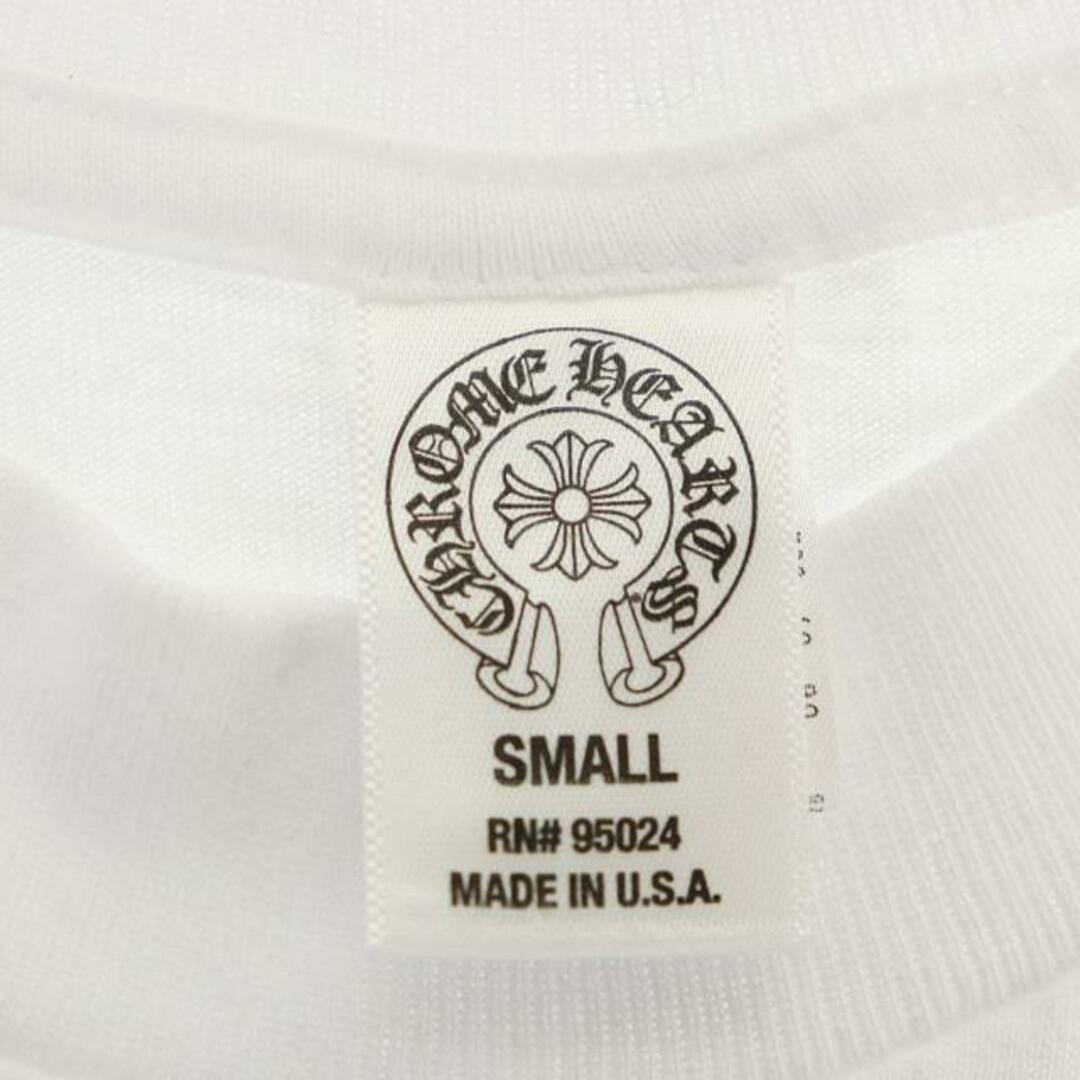 CHROME HEARTS
SMALL
RN# 95024
MADE IN U.S.A.